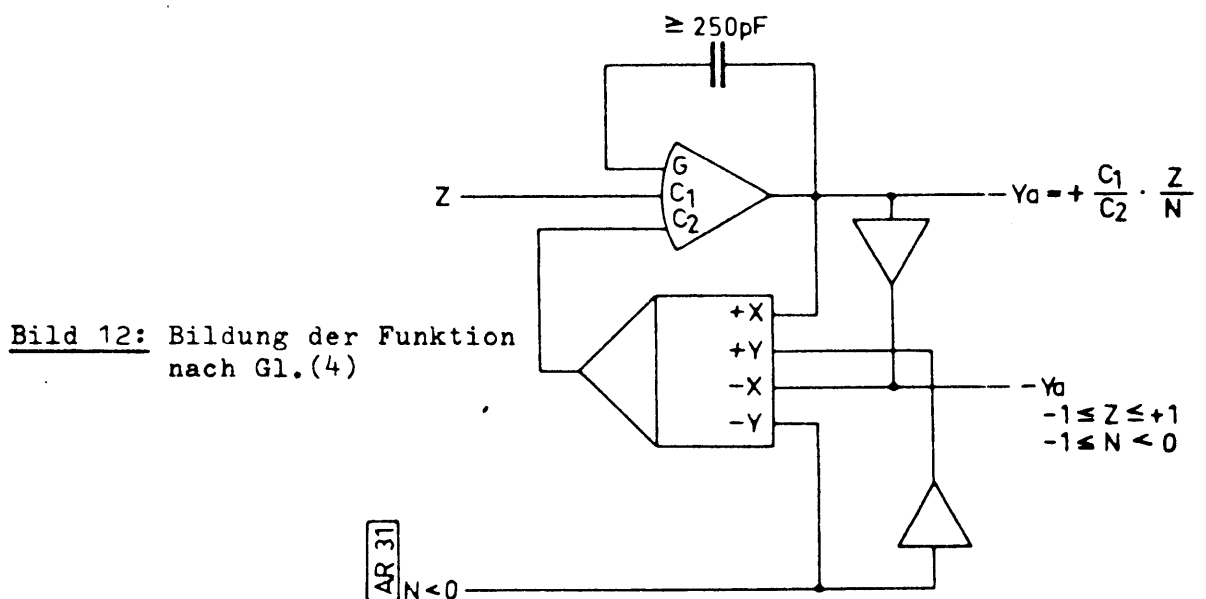 ≥ 250pF
G
Z
C1
C2
Ya = + C1/C2 · Z/N
+X
+Y
-X
-Y
Bild 12: Bildung der Funktion
nach Gl.(4)
-Ya
-1 ≤ Z ≤ +1
-1 ≤ N < 0
AR 31
N<0